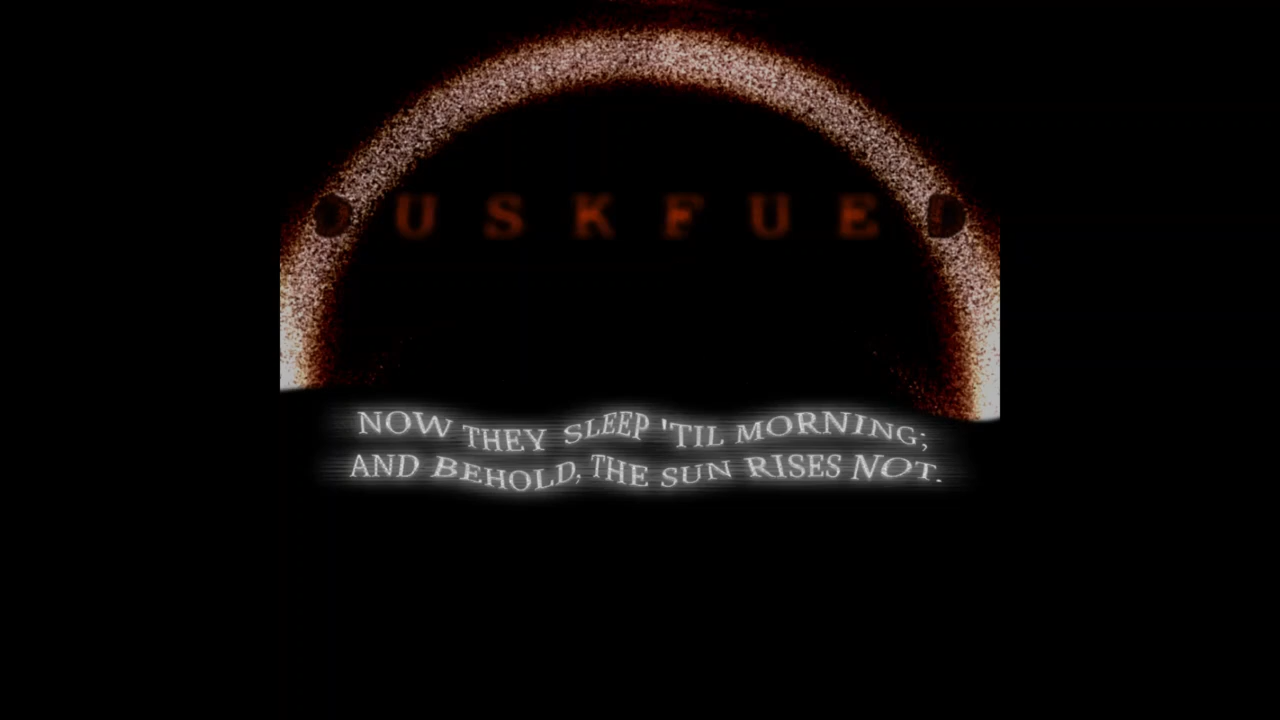 D U S K F U E L
NOW THEY SLEEP 'TIL MORNING;
AND BEHOLD, THE SUN RISES NOT.